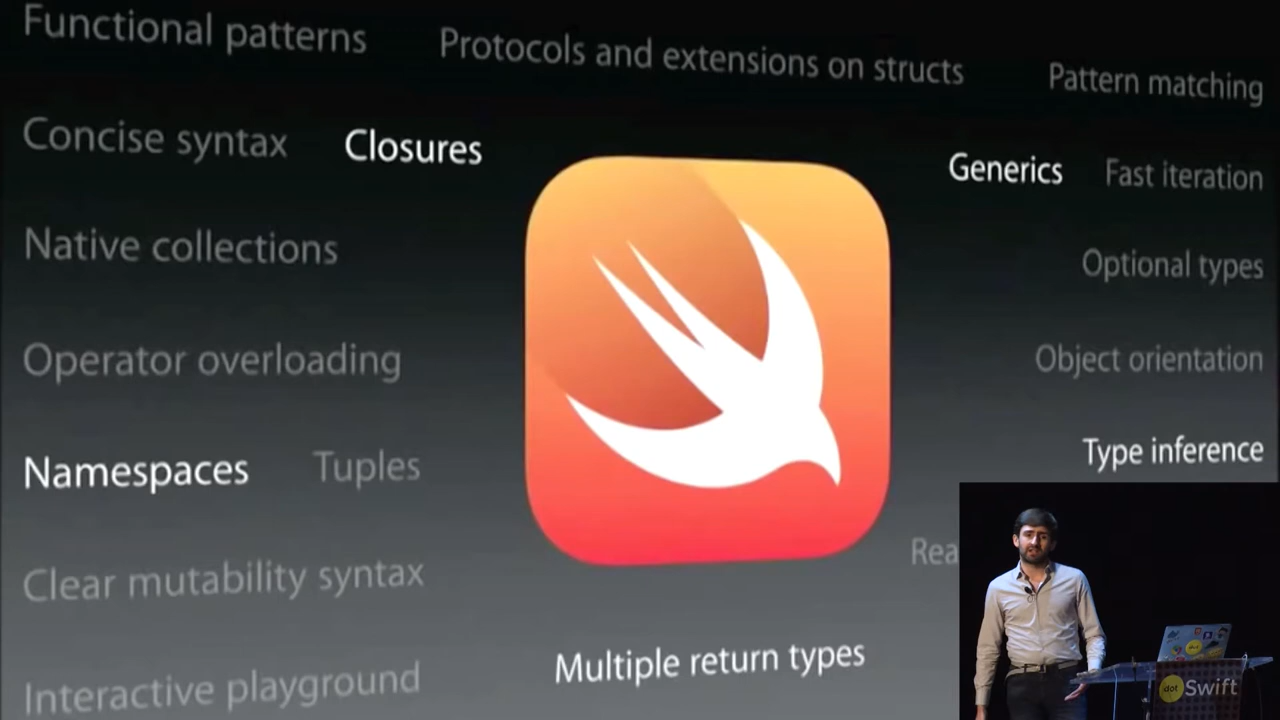 Functional patterns
Protocols and extensions on structs
Pattern matching
Concise syntax
Closures
Generics
Fast iteration
Native collections
Optional types
Operator overloading
Object orientation
Namespaces
Tuples
Type inference
Clear mutability syntax
Rea
Multiple return types
Interactive playground
dot Swift